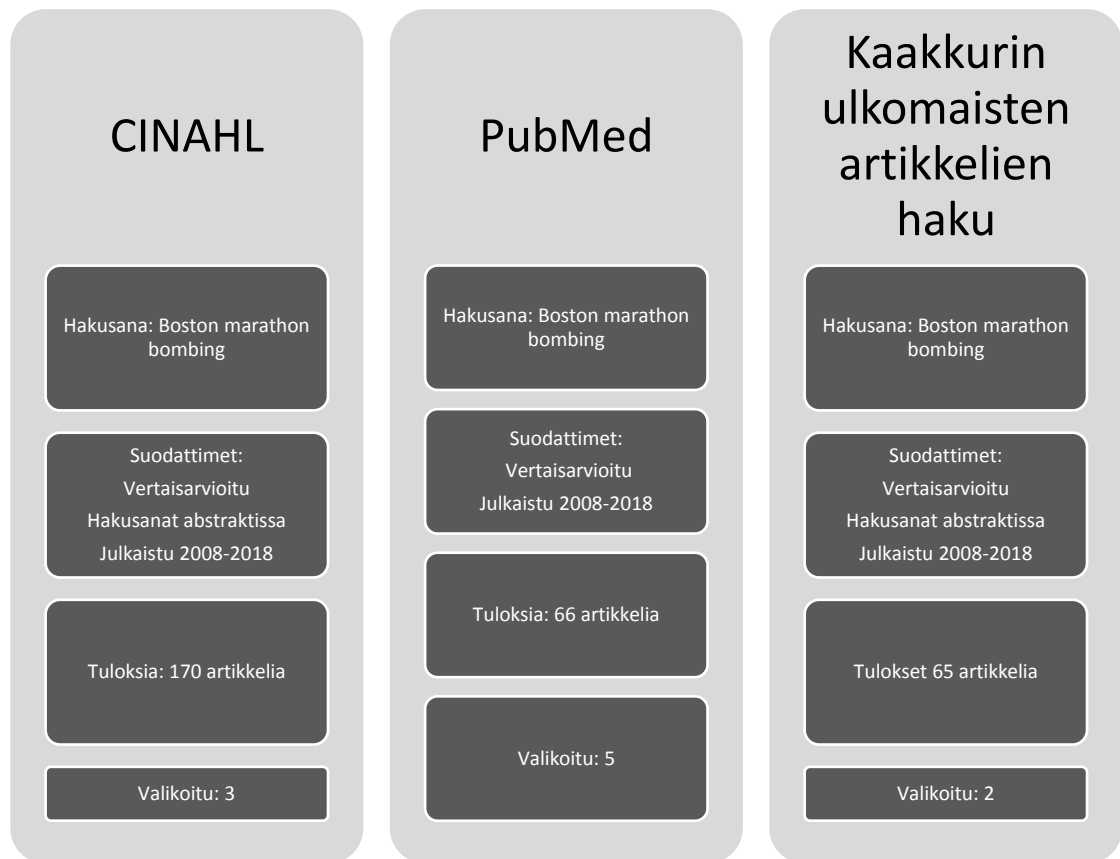 CINAHL
Hakusana: Boston marathon
bombing
Suodattimet:
Vertaisarvioitu
Hakusanat abstraktissa
Julkaistu 2008-2018
Tuloksia: 170 artikkelia
Valikoitu: 3
PubMed
Hakusana: Boston marathon
bombing
Suodattimet:
Vertaisarvioitu
Julkaistu 2008-2018
Tuloksia: 66 artikkelia
Valikoitu: 5
Kaakkurin
ulkomaisten
artikkelien
haku
Hakusana: Boston marathon
bombing
Suodattimet:
Vertaisarvioitu
Hakusanat abstraktissa
Julkaistu 2008-2018
Tulokset 65 artikkelia
Valikoitu: 2